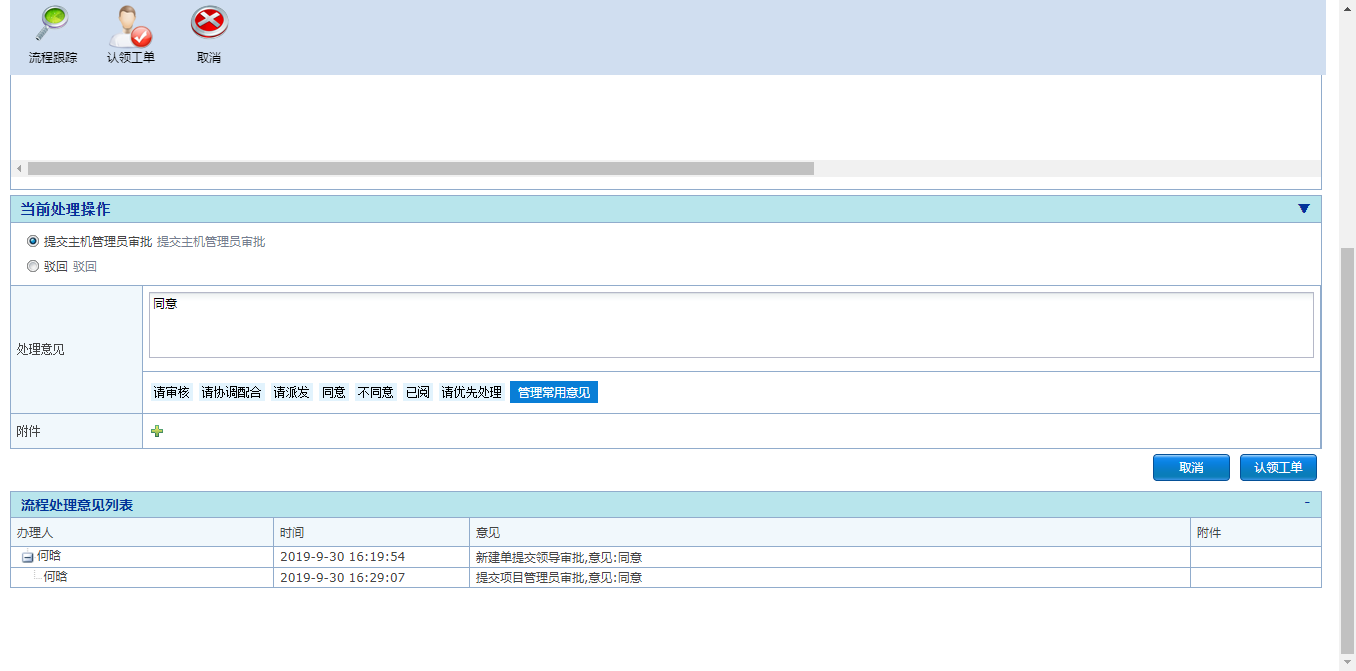 流程跟踪 认领工单 取消
当前处理操作
提交主机管理员审批 提交主机管理员审批
驳回 驳回
处理意见
同意
请审核 请协调配合 请派发 同意 不同意 已阅 请优先处理 管理常用意见
附件
取消 认领工单
流程处理意见列表 -
办理人 时间 意见 附件
何晗 2019-9-30 16:19:54 新建单提交领导审批,意见:同意
何晗 2019-9-30 16:29:07 提交项目管理员审批,意见:同意